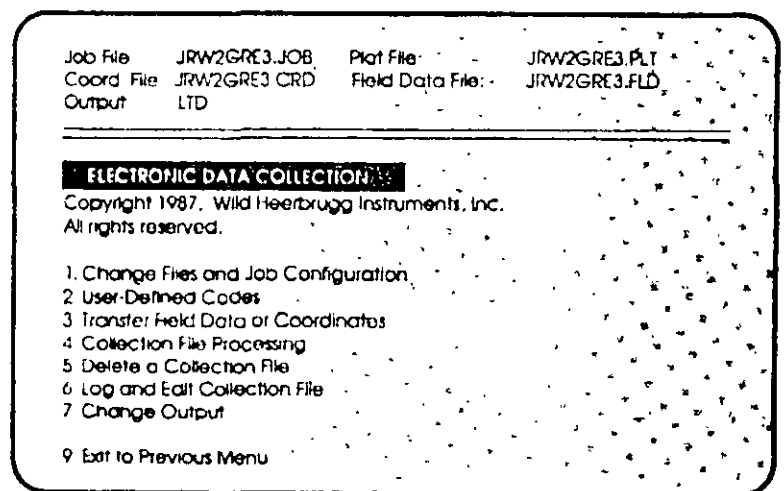 Job File JRW2GRE3.JOB Plot File: JRW2GRE3.PLT
Coord File JRW2GRE3 CRD Field Data File: JRW2GRE3.FLD
Output LTD
ELECTRONIC DATA COLLECTION
Copyright 1987. Wild Heerbrugg Instruments, Inc.
All rights reserved.
1. Change Files and Job Configuration
2 User-Defined Codes
3 Transfer Field Data or Coordinates
4 Collection File Processing
5 Delete a Collection File
6 Log and Edit Collection File
7 Change Output
9 Exit to Previous Menu